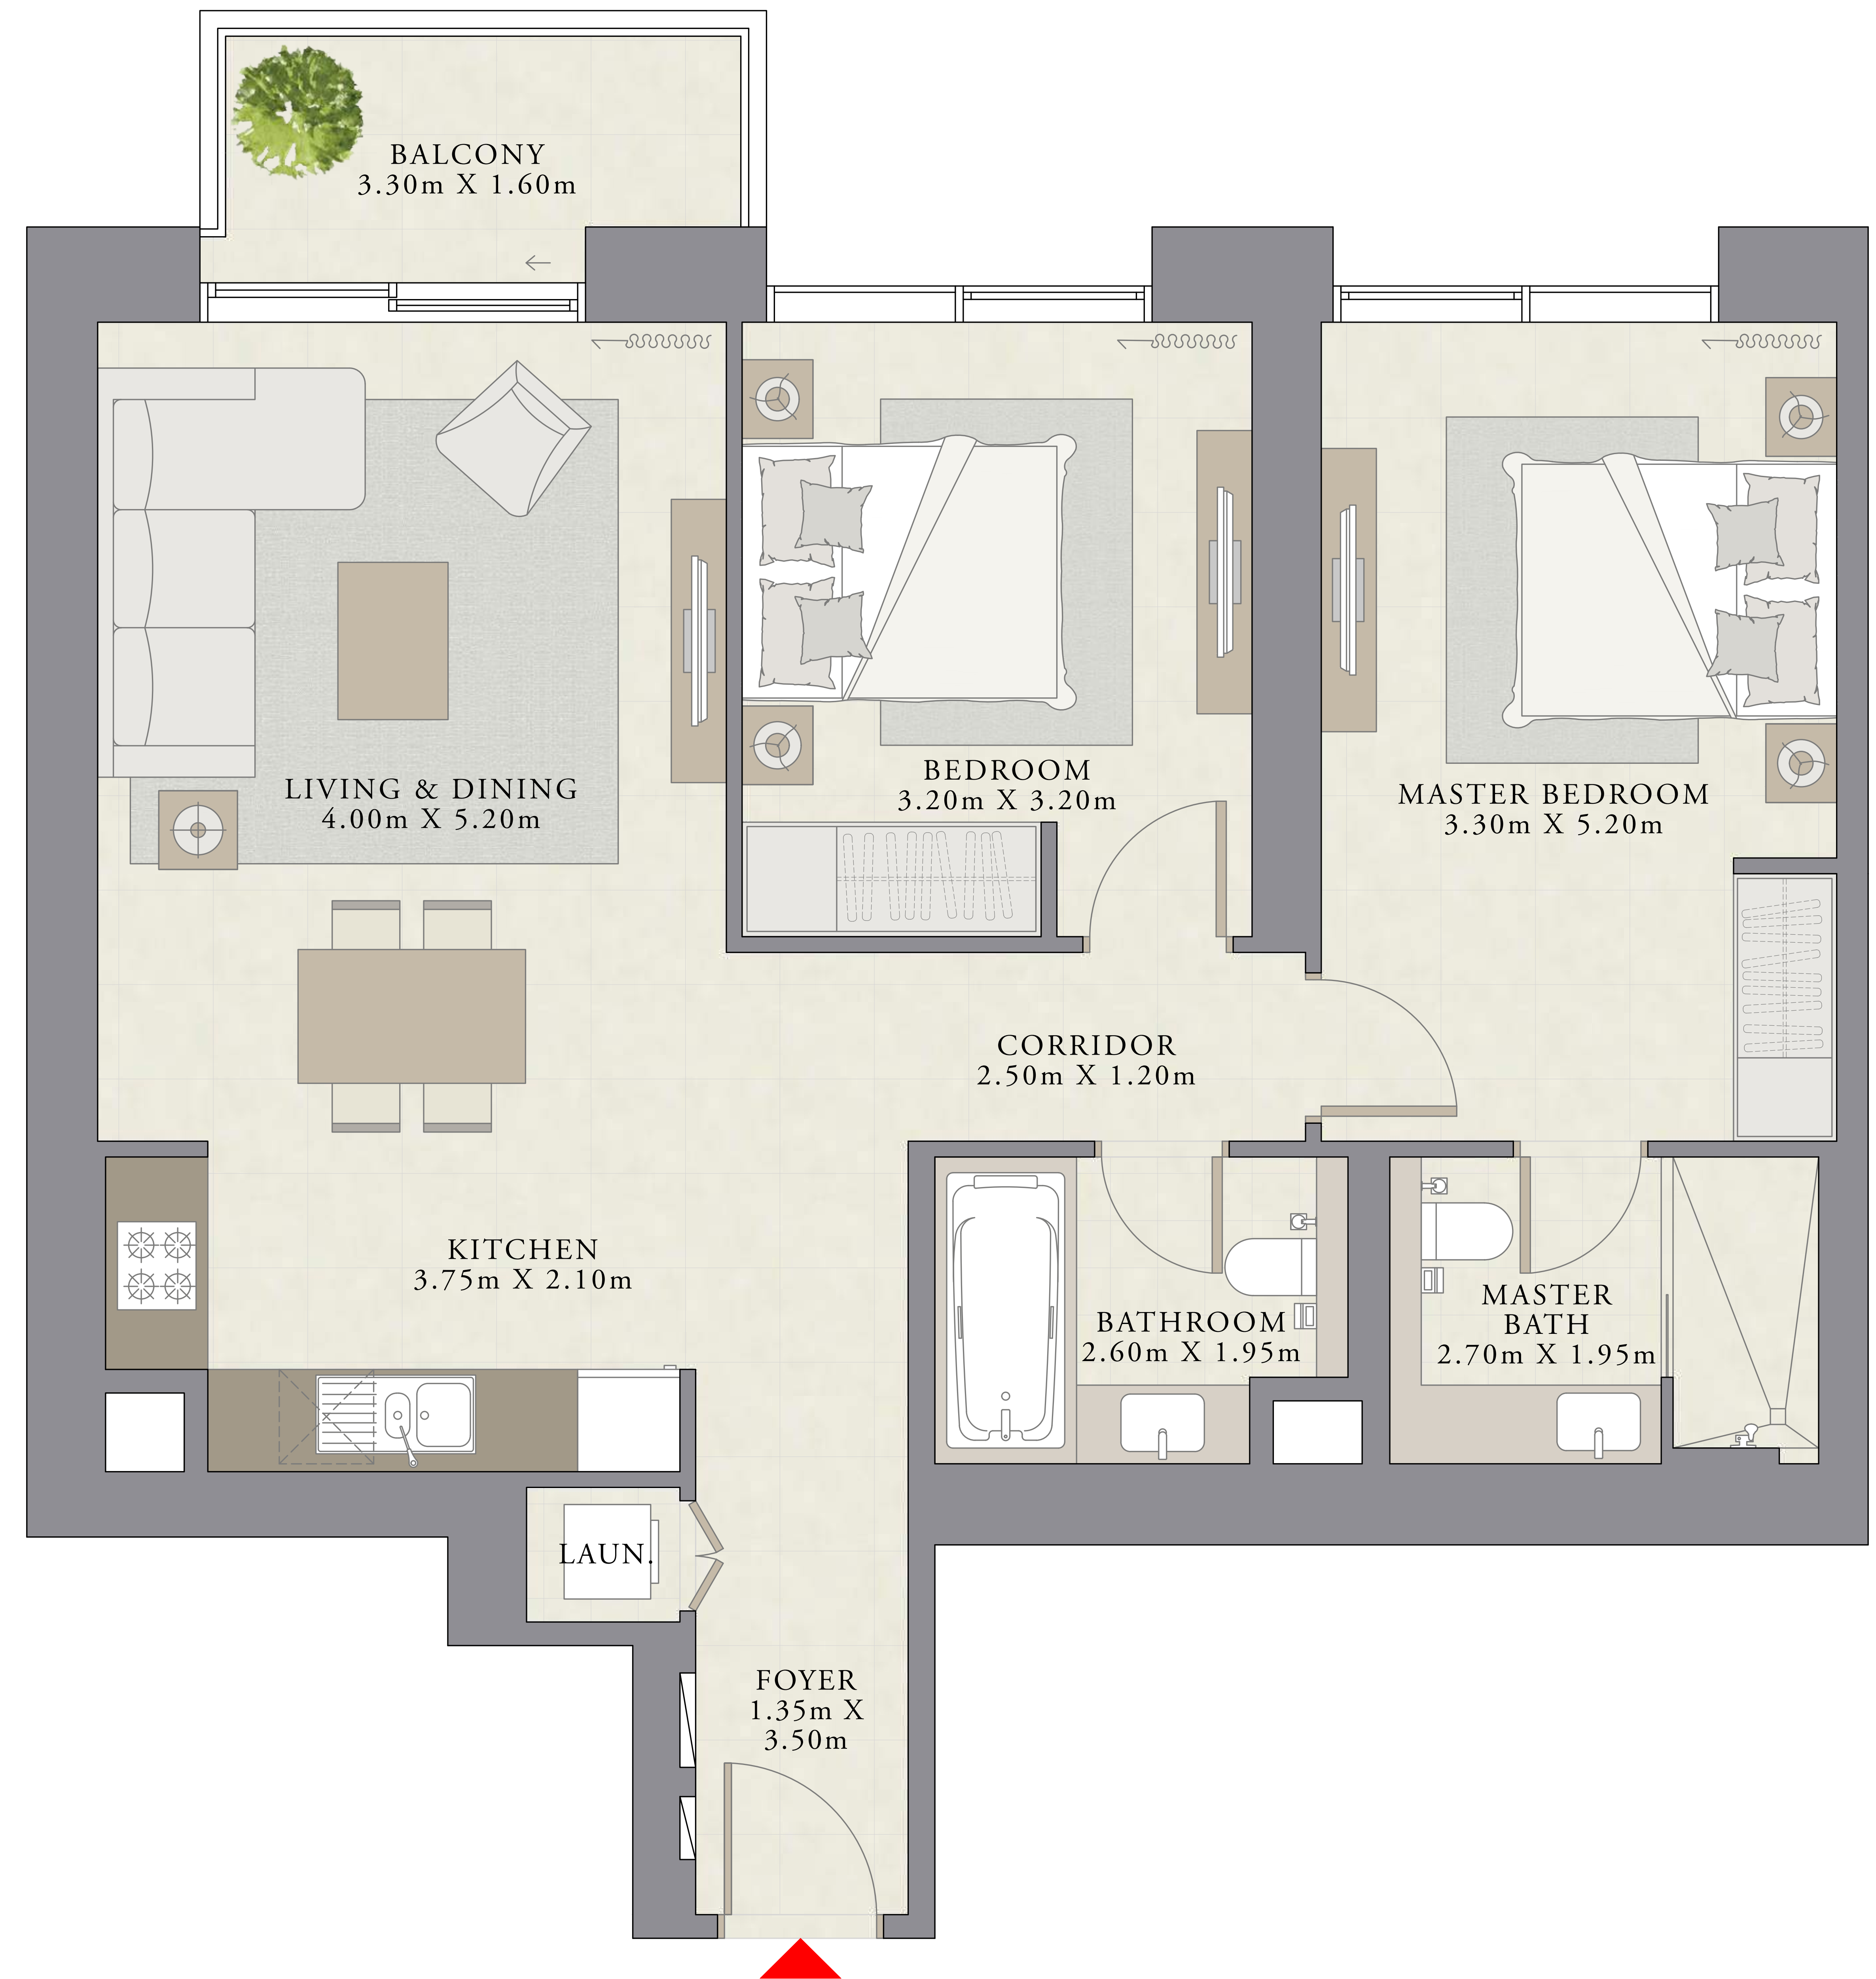 BALCONY
3.30m X 1.60m
LIVING & DINING
4.00m X 5.20m
BEDROOM
3.20m X 3.20m
MASTER BEDROOM
3.30m X 5.20m
CORRIDOR
2.50m X 1.20m
KITCHEN
3.75m X 2.10m
BATHROOM
2.60m X 1.95m
MASTER
BATH
2.70m X 1.95m
LAUN.
FOYER
1.35m X
3.50m